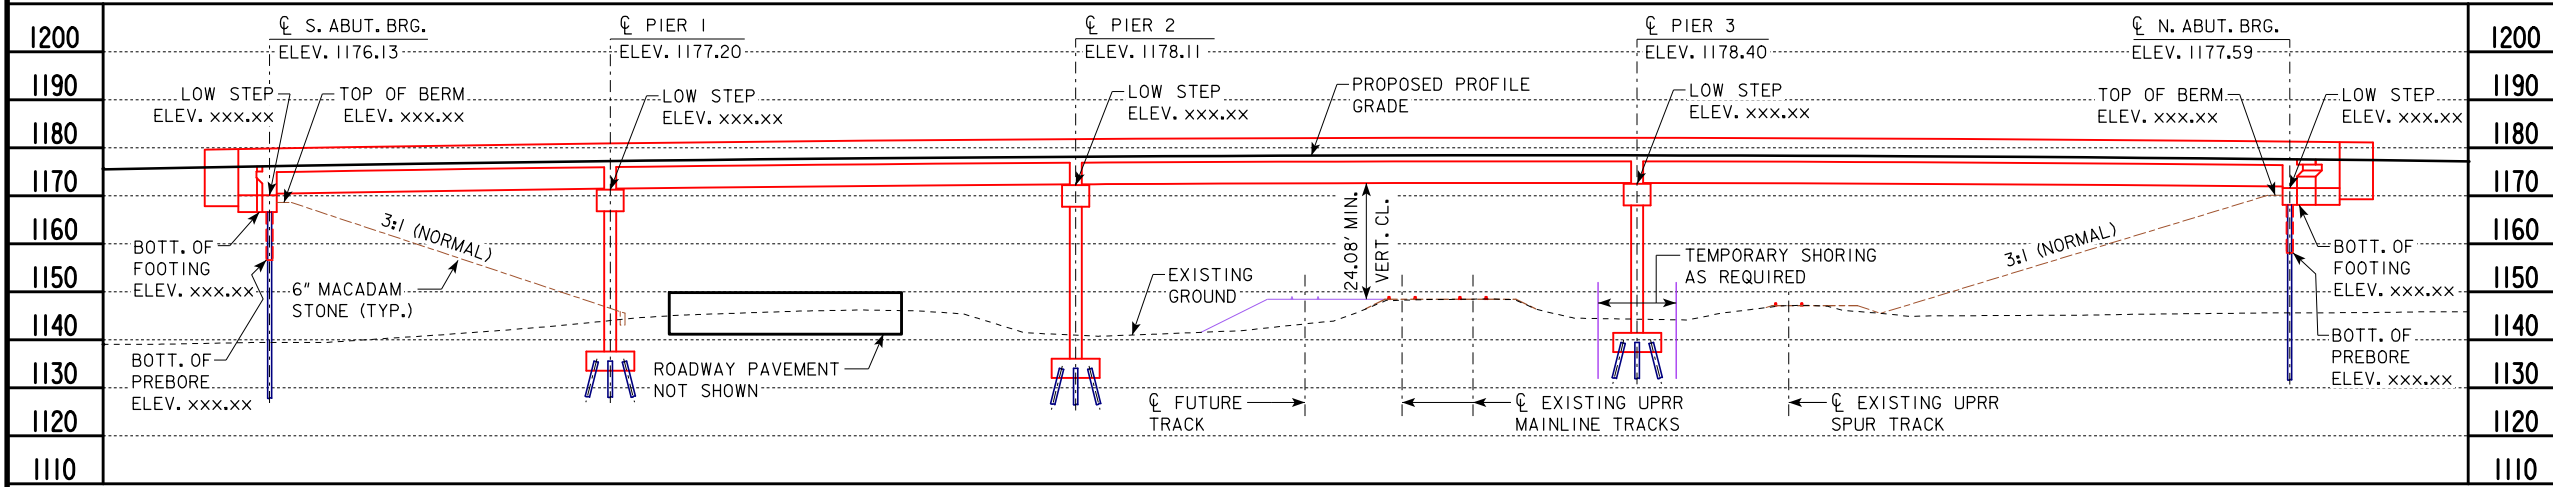 1200
1190
1180
1170
1160
1150
1140
1130
1120
1110
℄ S. ABUT. BRG.
ELEV. 1176.13
℄ PIER 1
ELEV. 1177.20
℄ PIER 2
ELEV. 1178.11
℄ PIER 3
ELEV. 1178.40
℄ N. ABUT. BRG.
ELEV. 1177.59
LOW STEP
ELEV. xxx.xx
TOP OF BERM
ELEV. xxx.xx
LOW STEP
ELEV. xxx.xx
LOW STEP
ELEV. xxx.xx
PROPOSED PROFILE
GRADE
LOW STEP
ELEV. xxx.xx
TOP OF BERM
ELEV. xxx.xx
LOW STEP
ELEV. xxx.xx
BOTT. OF
FOOTING
ELEV. xxx.xx
3:1 (NORMAL)
6" MACADAM
STONE (TYP.)
BOTT. OF
PREBORE
ELEV. xxx.xx
ROADWAY PAVEMENT
NOT SHOWN
EXISTING
GROUND
24.08' MIN.
VERT. CL.
TEMPORARY SHORING
AS REQUIRED
3:1 (NORMAL)
BOTT. OF
FOOTING
ELEV. xxx.xx
BOTT. OF
PREBORE
ELEV. xxx.xx
℄ FUTURE
TRACK
℄ EXISTING UPRR
MAINLINE TRACKS
℄ EXISTING UPRR
SPUR TRACK
1200
1190
1180
1170
1160
1150
1140
1130
1120
1110